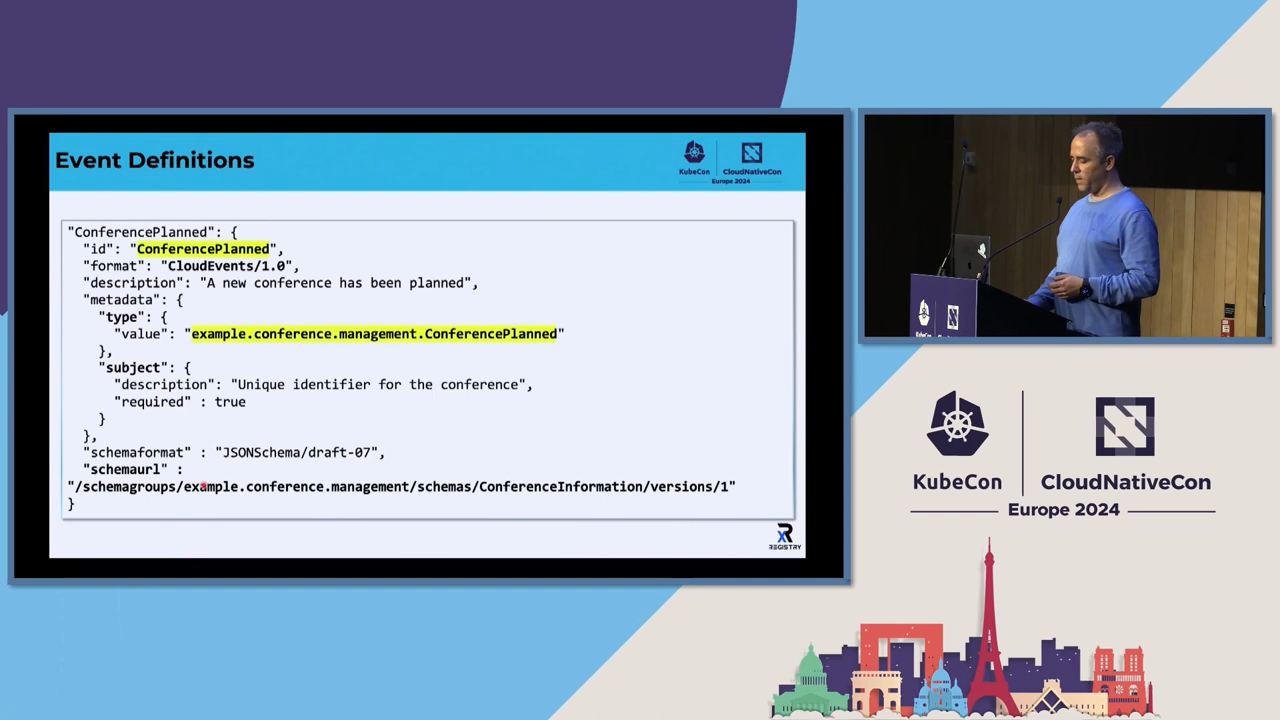 Event Definitions
KubeCon
CloudNativeCon
Europe 2024
"ConferencePlanned": {
"id": "ConferencePlanned",
"format": "CloudEvents/1.0",
"description": "A new conference has been planned",
"metadata": {
"type": {
"value": "example.conference.management.ConferencePlanned"
},
"subject": {
"description": "Unique identifier for the conference",
"required" : true
}
},
"schemaformat" : "JSONSchema/draft-07",
"schemaurl" :
"/schemagroups/example.conference.management/schemas/ConferenceInformation/versions/1"
}
xR
REGISTRY
KubeCon
CloudNativeCon
Europe 2024